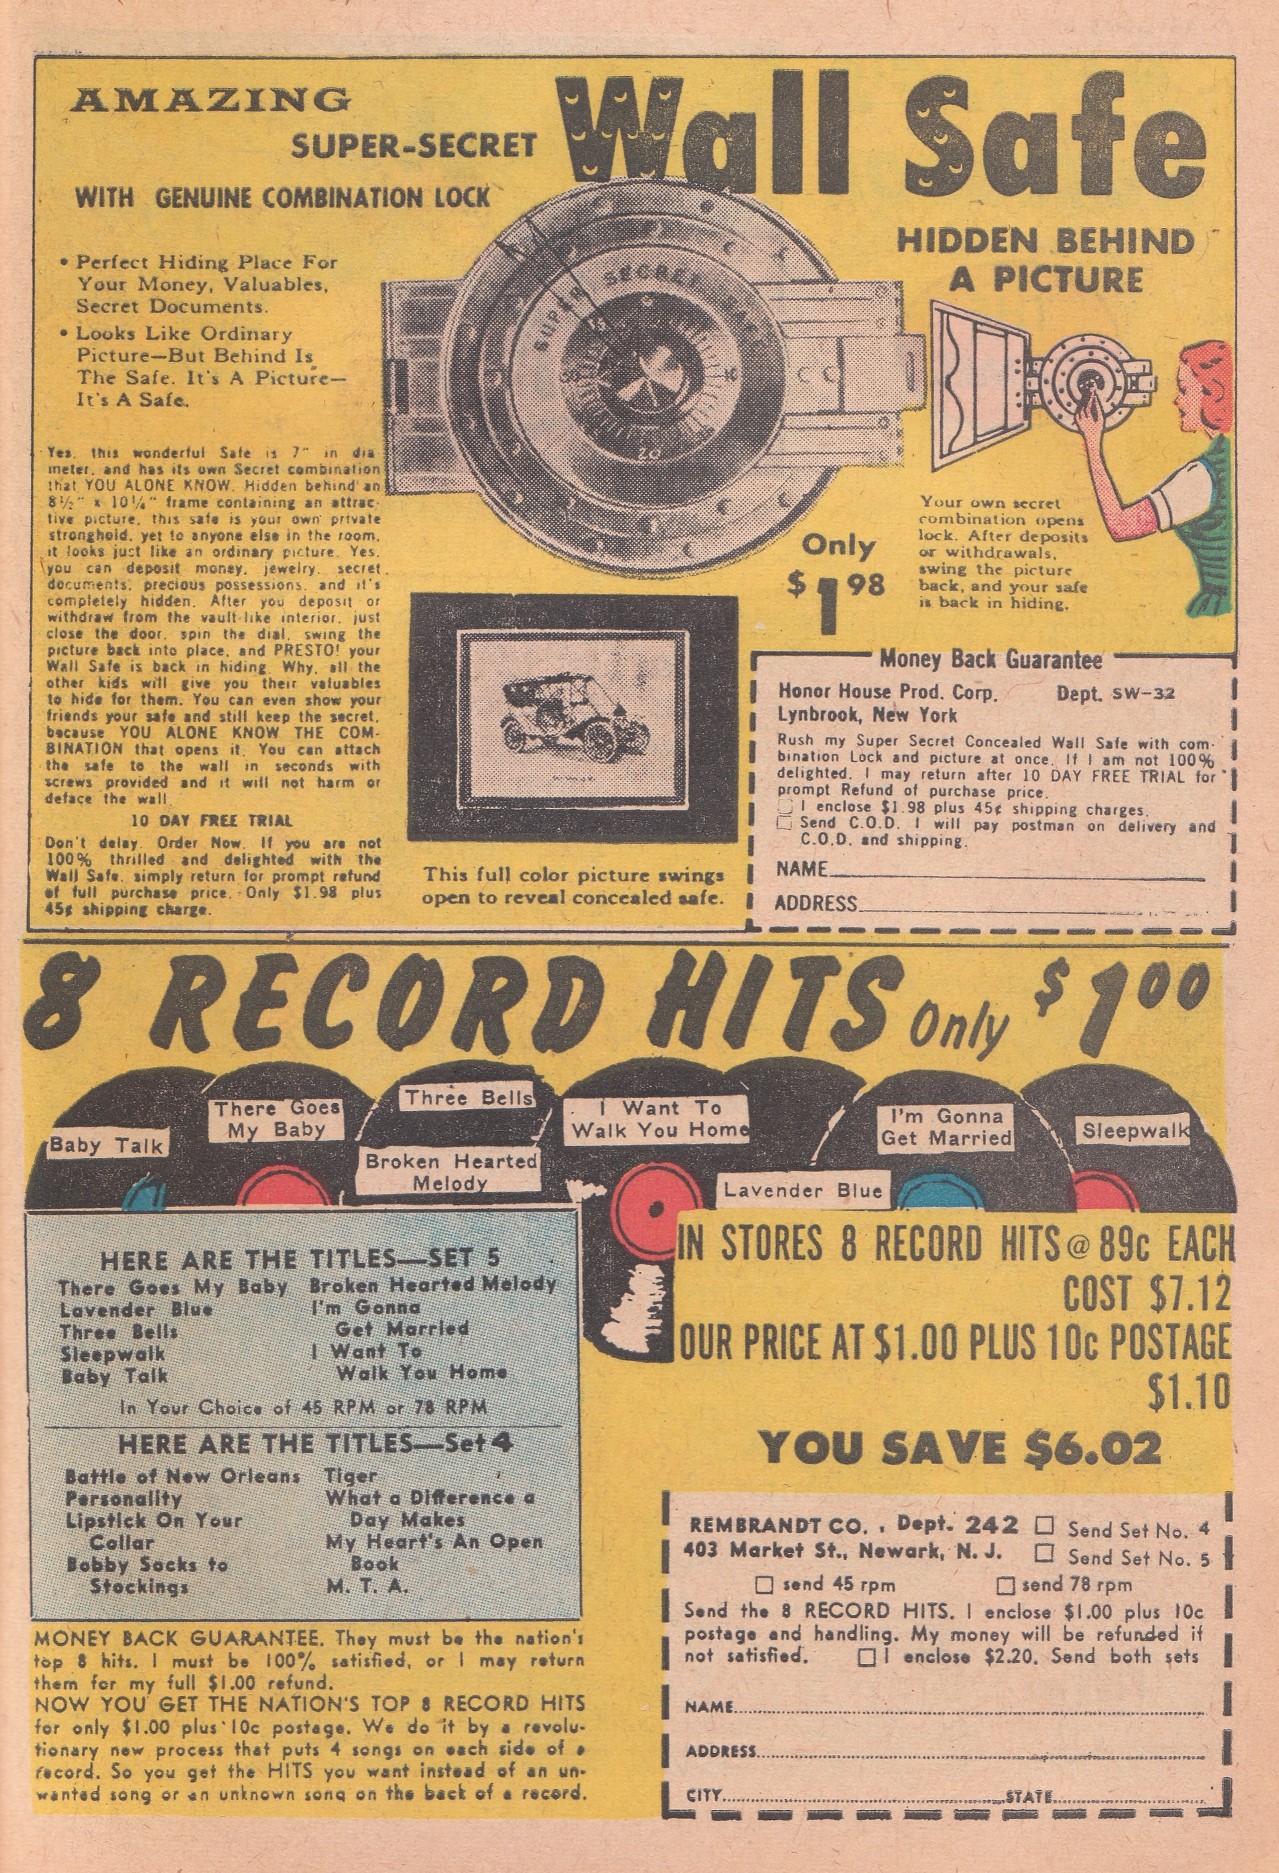 AMAZING
SUPER-SECRET
Wall Safe
WITH GENUINE COMBINATION LOCK
HIDDEN BEHIND
A PICTURE
• Perfect Hiding Place For
Your Money, Valuables,
Secret Documents.
• Looks Like Ordinary
Picture—But Behind Is
The Safe. It's A Picture—
It's A Safe.
SUPER SECRET SAFE
20
Yes, this wonderful Safe is 7" in dia
meter, and has its own Secret combination
that YOU ALONE KNOW. Hidden behind an
8½" x 10¼" frame containing an attrac-
tive picture, this safe is your own private
stronghold, yet to anyone else in the room,
it looks just like an ordinary picture. Yes,
you can deposit money, jewelry, secret
documents, precious possessions, and it's
completely hidden. After you deposit or
withdraw from the vault-like interior, just
close the door, spin the dial, swing the
picture back into place, and PRESTO! your
Wall Safe is back in hiding. Why, all the
other kids will give you their valuables
to hide for them. You can even show your
friends your safe and still keep the secret,
because YOU ALONE KNOW THE COM-
BINATION that opens it. You can attach
the safe to the wall in seconds with
screws provided and it will not harm or
deface the wall.
10 DAY FREE TRIAL
Don't delay. Order Now. If you are not
100% thrilled and delighted with the
Wall Safe, simply return for prompt refund
of full purchase price. Only $1.98 plus
45¢ shipping charge.
Only
$1 98
Your own secret
combination opens
lock. After deposits
or withdrawals,
swing the picture
back, and your safe
is back in hiding.
This full color picture swings
open to reveal concealed safe.
Money Back Guarantee
Honor House Prod. Corp. Dept. SW-32
Lynbrook, New York
Rush my Super Secret Concealed Wall Safe with com-
bination Lock and picture at once. If I am not 100%
delighted, I may return after 10 DAY FREE TRIAL for
prompt Refund of purchase price.
☐ I enclose $1.98 plus 45¢ shipping charges.
☐ Send C.O.D. I will pay postman on delivery and
C.O.D. and shipping.
NAME
ADDRESS
8 RECORD HITS Only $1 00
Baby Talk
There Goes
My Baby
Three Bells
Broken Hearted
Melody
I Want To
Walk You Home
Lavender Blue
I'm Gonna
Get Married
Sleepwalk
HERE ARE THE TITLES—SET 5
There Goes My Baby Broken Hearted Melody
Lavender Blue I'm Gonna
Three Bells Get Married
Sleepwalk I Want To
Baby Talk Walk You Home
In Your Choice of 45 RPM or 78 RPM
HERE ARE THE TITLES—Set 4
Battle of New Orleans Tiger
Personality What a Difference a
Lipstick On Your Day Makes
Collar My Heart's An Open
Bobby Socks to Book
Stockings M. T. A.
IN STORES 8 RECORD HITS @ 89c EACH
COST $7.12
OUR PRICE AT $1.00 PLUS 10c POSTAGE
$1.10
YOU SAVE $6.02
MONEY BACK GUARANTEE. They must be the nation's
top 8 hits. I must be 100% satisfied, or I may return
them for my full $1.00 refund.
NOW YOU GET THE NATION'S TOP 8 RECORD HITS
for only $1.00 plus 10c postage. We do it by a revolu-
tionary new process that puts 4 songs on each side of a
record. So you get the HITS you want instead of an un-
wanted song or an unknown song on the back of a record.
REMBRANDT CO., Dept. 242 ☐ Send Set No. 4
403 Market St., Newark, N. J. ☐ Send Set No. 5
☐ send 45 rpm ☐ send 78 rpm
Send the 8 RECORD HITS. I enclose $1.00 plus 10c
postage and handling. My money will be refunded if
not satisfied. ☐ I enclose $2.20. Send both sets
NAME
ADDRESS
CITY STATE